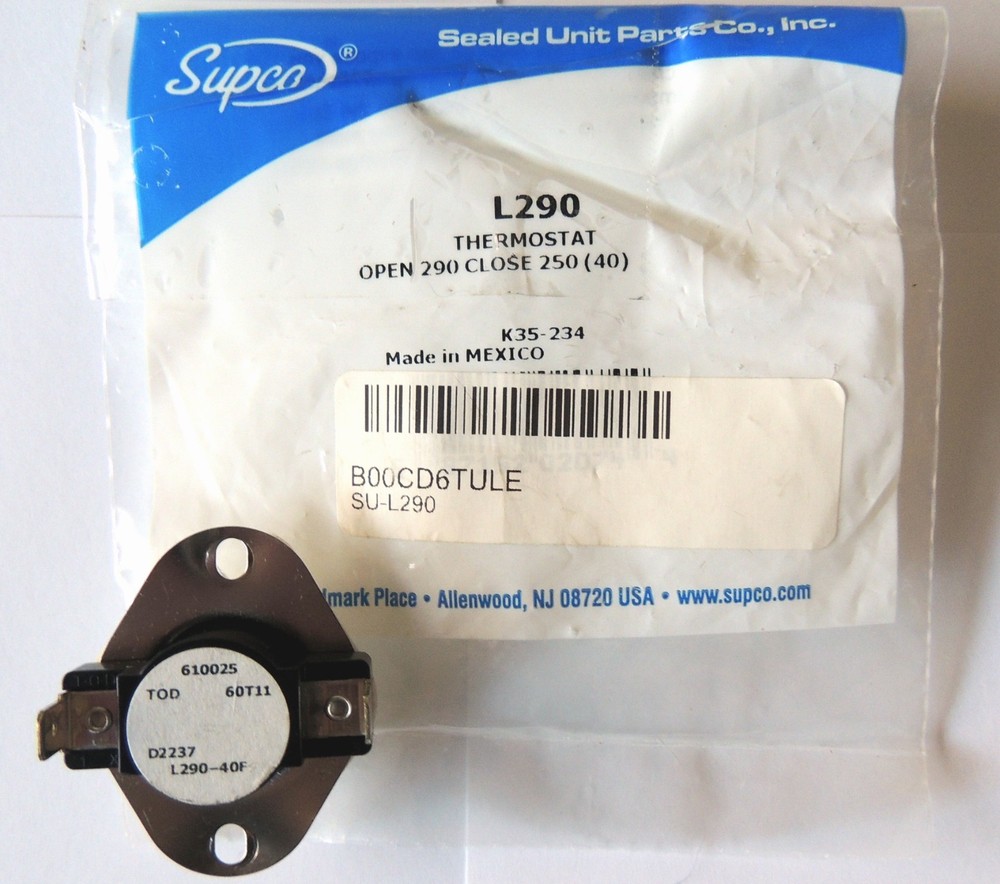 Supco®
Sealed Unit Parts Co., Inc.
L290
THERMOSTAT
OPEN 290 CLOSE 250 (40)
K35-234
Made in MEXICO
B00CD6TULE
SU-L290
Place • Allenwood, NJ 08720 USA • www.supco.com
610025
TOD 60T11
D2237
L290-40F